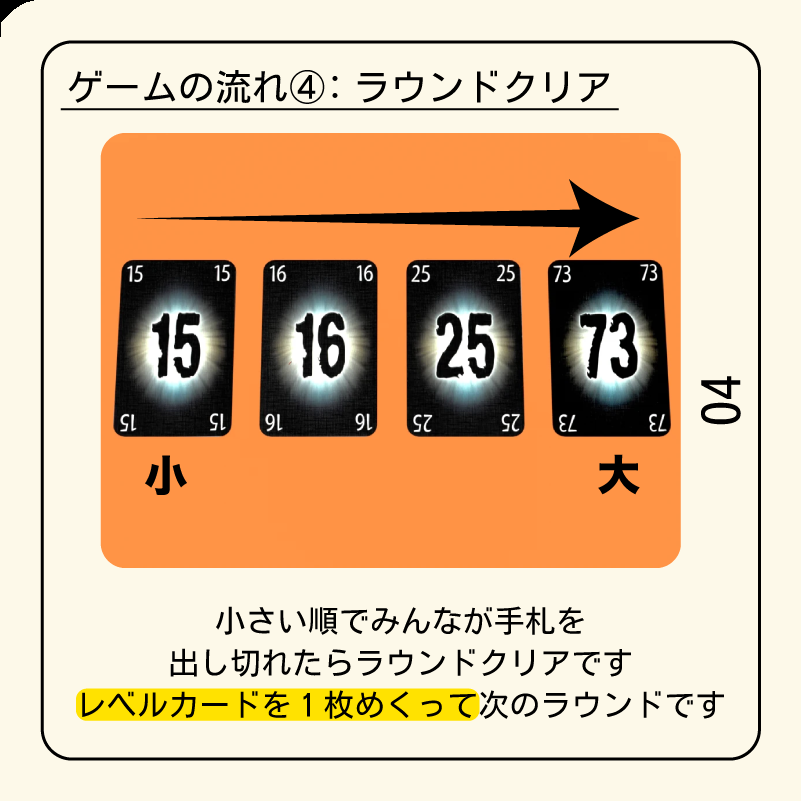 ゲームの流れ④: ラウンドクリア
15 15 16 16 25 25 73 73
15 16 25 73
15 15 16 16 25 25 73 73
小 大
04
小さい順でみんなが手札を
出し切れたらラウンドクリアです
レベルカードを1枚めくって次のラウンドです